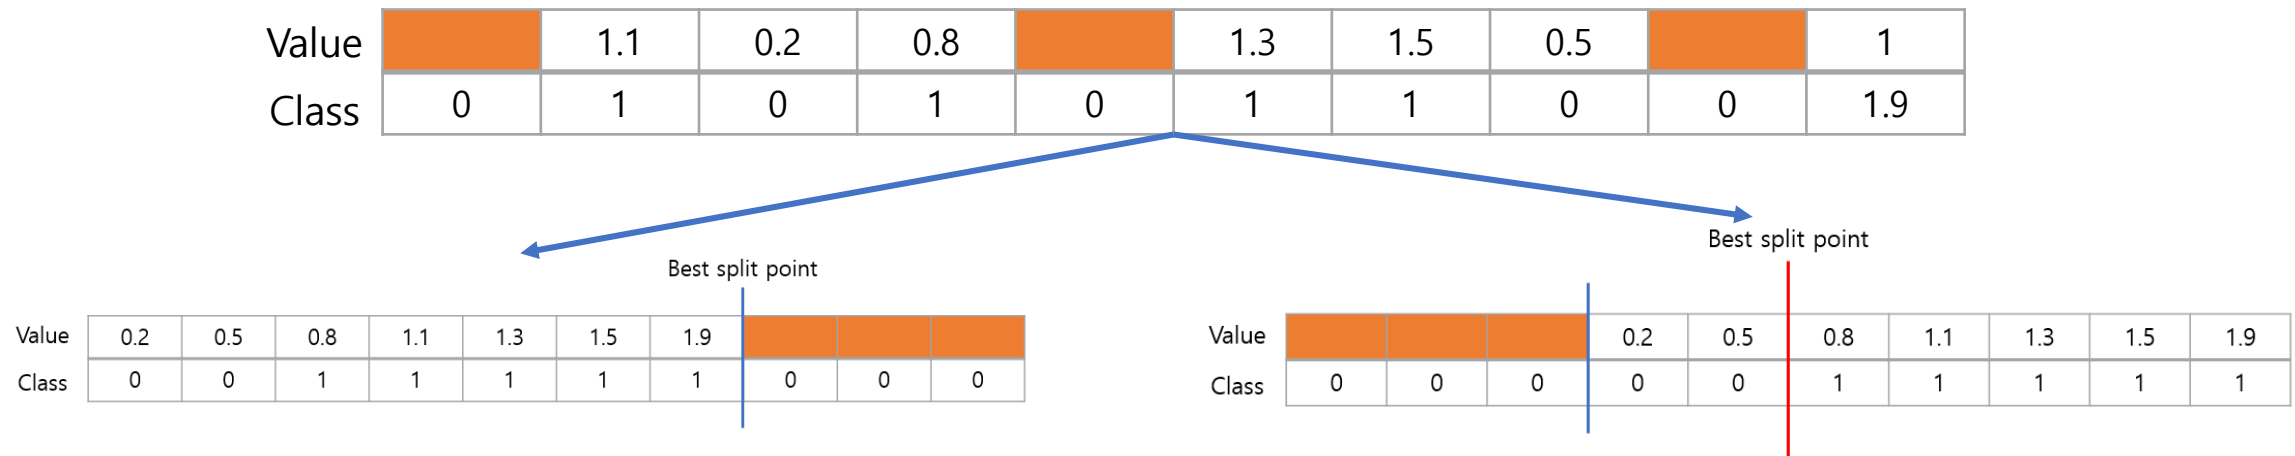 Value 1.1 0.2 0.8 1.3 1.5 0.5 1
Class 0 1 0 1 0 1 1 0 0 1.9
Best split point
Value 0.2 0.5 0.8 1.1 1.3 1.5 1.9
Class 0 0 1 1 1 1 1 0 0 0
Best split point
Value 0.2 0.5 0.8 1.1 1.3 1.5 1.9
Class 0 0 0 0 0 1 1 1 1 1